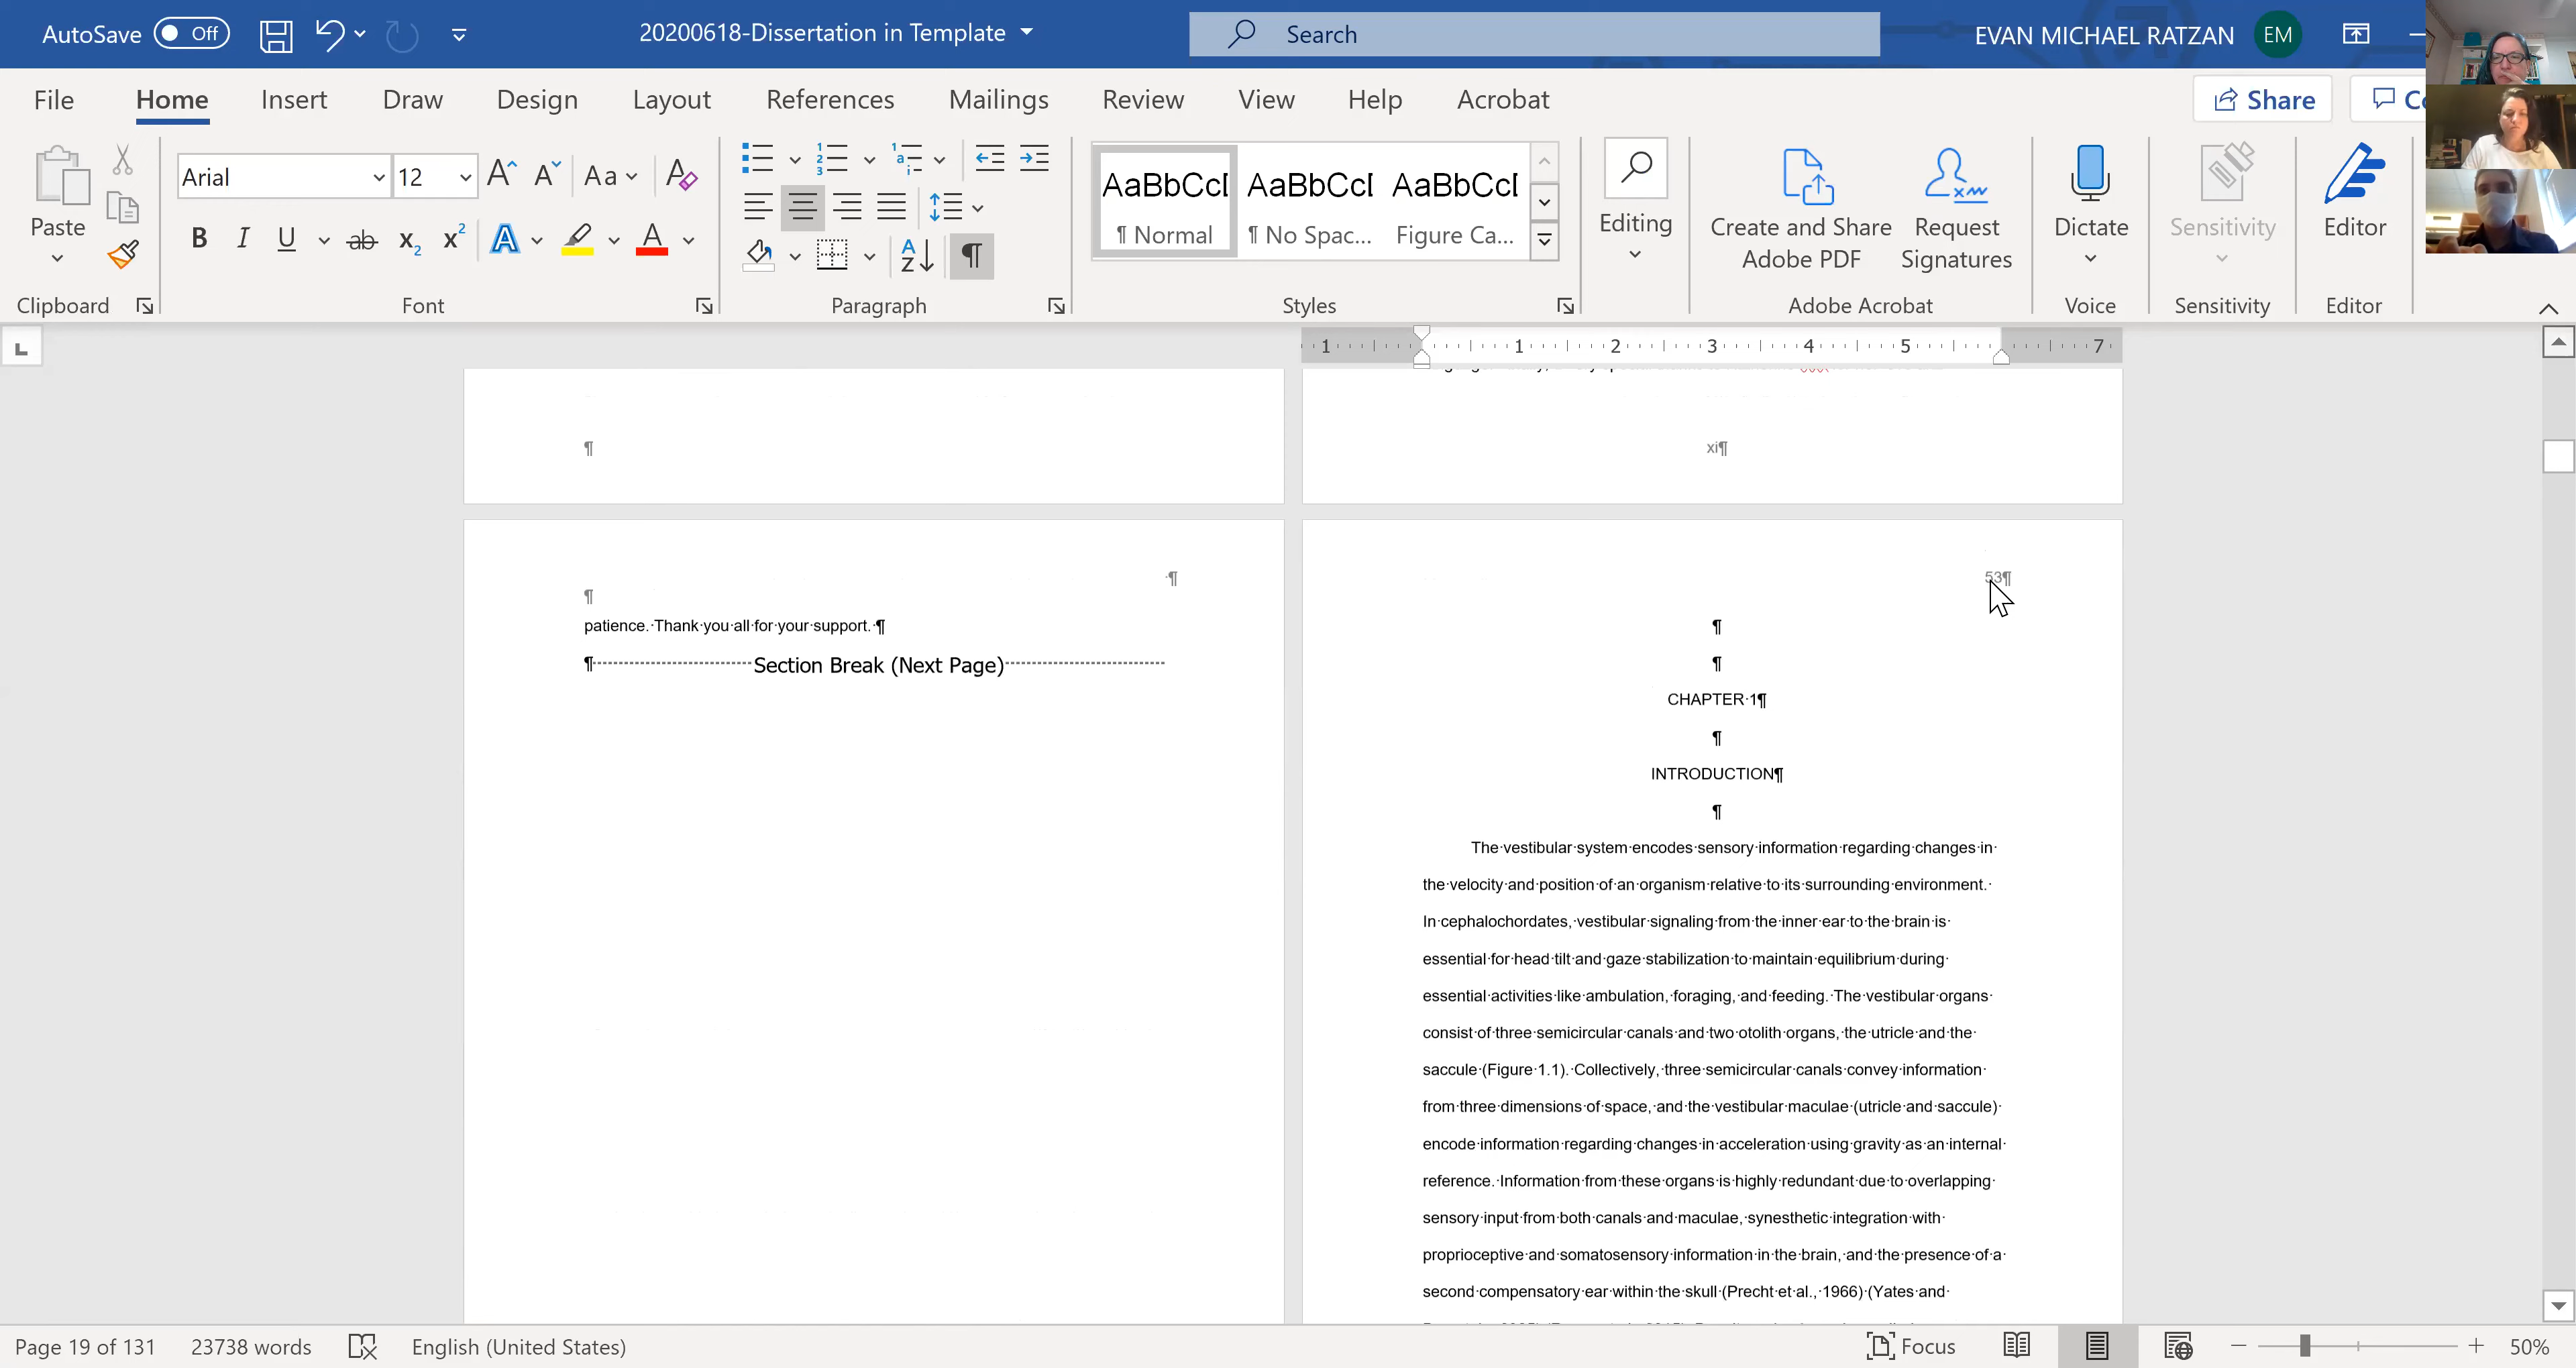 AutoSave Off 20200618-Dissertation in Template Search EVAN MICHAEL RATZAN EM
File Home Insert Draw Design Layout References Mailings Review View Help Acrobat Share
Paste
Clipboard
Arial 12
Aa
B I U ab x2 x2 A A
Font
Paragraph
AaBbCcI AaBbCcI AaBbCcI
¶ Normal ¶ No Spac... Figure Ca...
Styles
Editing
Create and Share Adobe PDF
Request Signatures
Adobe Acrobat
Dictate
Voice
Sensitivity
Sensitivity
Editor
Editor
1 1 2 3 4 5 7
¶
xi¶
·¶
¶
patience.·Thank·you·all·for·your·support.·¶
¶Section Break (Next Page)
53¶
¶
¶
CHAPTER·1¶
¶
INTRODUCTION¶
¶
The·vestibular·system·encodes·sensory·information·regarding·changes·in·
the·velocity·and·position·of·an·organism·relative·to·its·surrounding·environment.·
In·cephalochordates,·vestibular·signaling·from·the·inner·ear·to·the·brain·is·
essential·for·head·tilt·and·gaze·stabilization·to·maintain·equilibrium·during·
essential·activities·like·ambulation,·foraging,·and·feeding.·The·vestibular·organs·
consist·of·three·semicircular·canals·and·two·otolith·organs,·the·utricle·and·the·
saccule·(Figure·1.1).·Collectively,·three·semicircular·canals·convey·information·
from·three·dimensions·of·space,·and·the·vestibular·maculae·(utricle·and·saccule)·
encode·information·regarding·changes·in·acceleration·using·gravity·as·an·internal·
reference.·Information·from·these·organs·is·highly·redundant·due·to·overlapping·
sensory·input·from·both·canals·and·maculae,·synesthetic·integration·with·
proprioceptive·and·somatosensory·information·in·the·brain,·and·the·presence·of·a·
second·compensatory·ear·within·the·skull·(Precht·et·al.,·1966)·(Yates·and·
Page 19 of 131 23738 words English (United States) Focus 50%